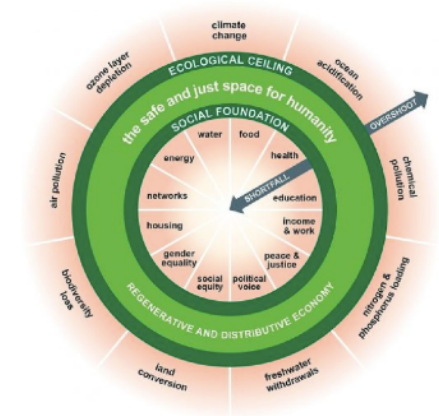 climate
change
ocean
acidification
chemical
pollution
nitrogen &
phosphorus loading
freshwater
withdrawals
land
conversion
biodiversity
loss
air pollution
ozone layer
depletion
ECOLOGICAL CEILING
the safe and just space for humanity
SOCIAL FOUNDATION
OVERSHOOT
SHORTFALL
water
food
health
education
income
& work
peace &
justice
political
voice
social
equity
gender
equality
housing
networks
energy
REGENERATIVE AND DISTRIBUTIVE ECONOMY